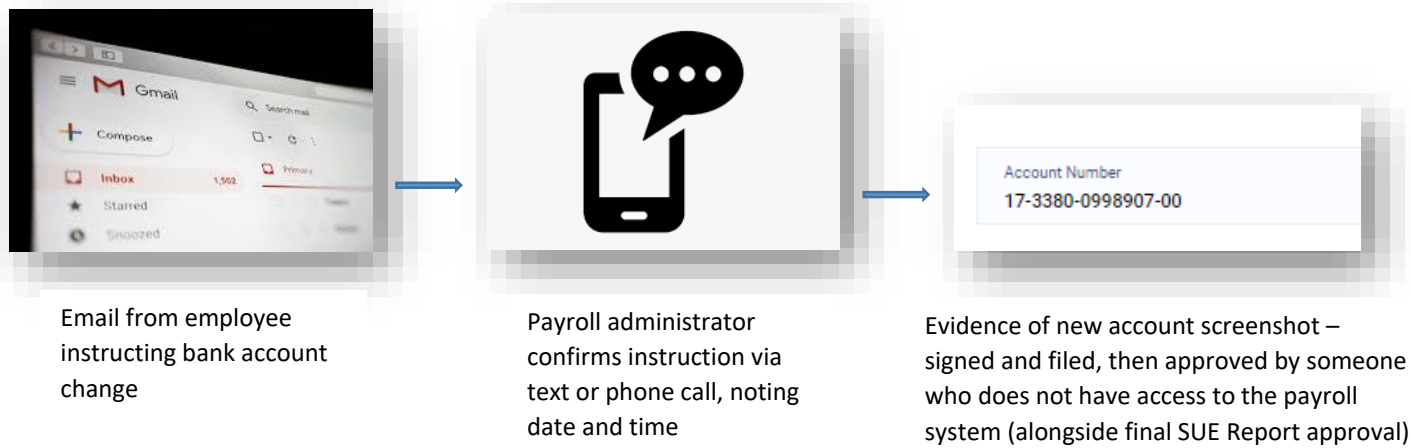 Gmail
Search mail
Compose
Primary
Inbox 1,502
Starred
Snoozed
Account Number
17-3380-0998907-00
Email from employee
instructing bank account
change
Payroll administrator
confirms instruction via
text or phone call, noting
date and time
Evidence of new account screenshot –
signed and filed, then approved by someone
who does not have access to the payroll
system (alongside final SUE Report approval)